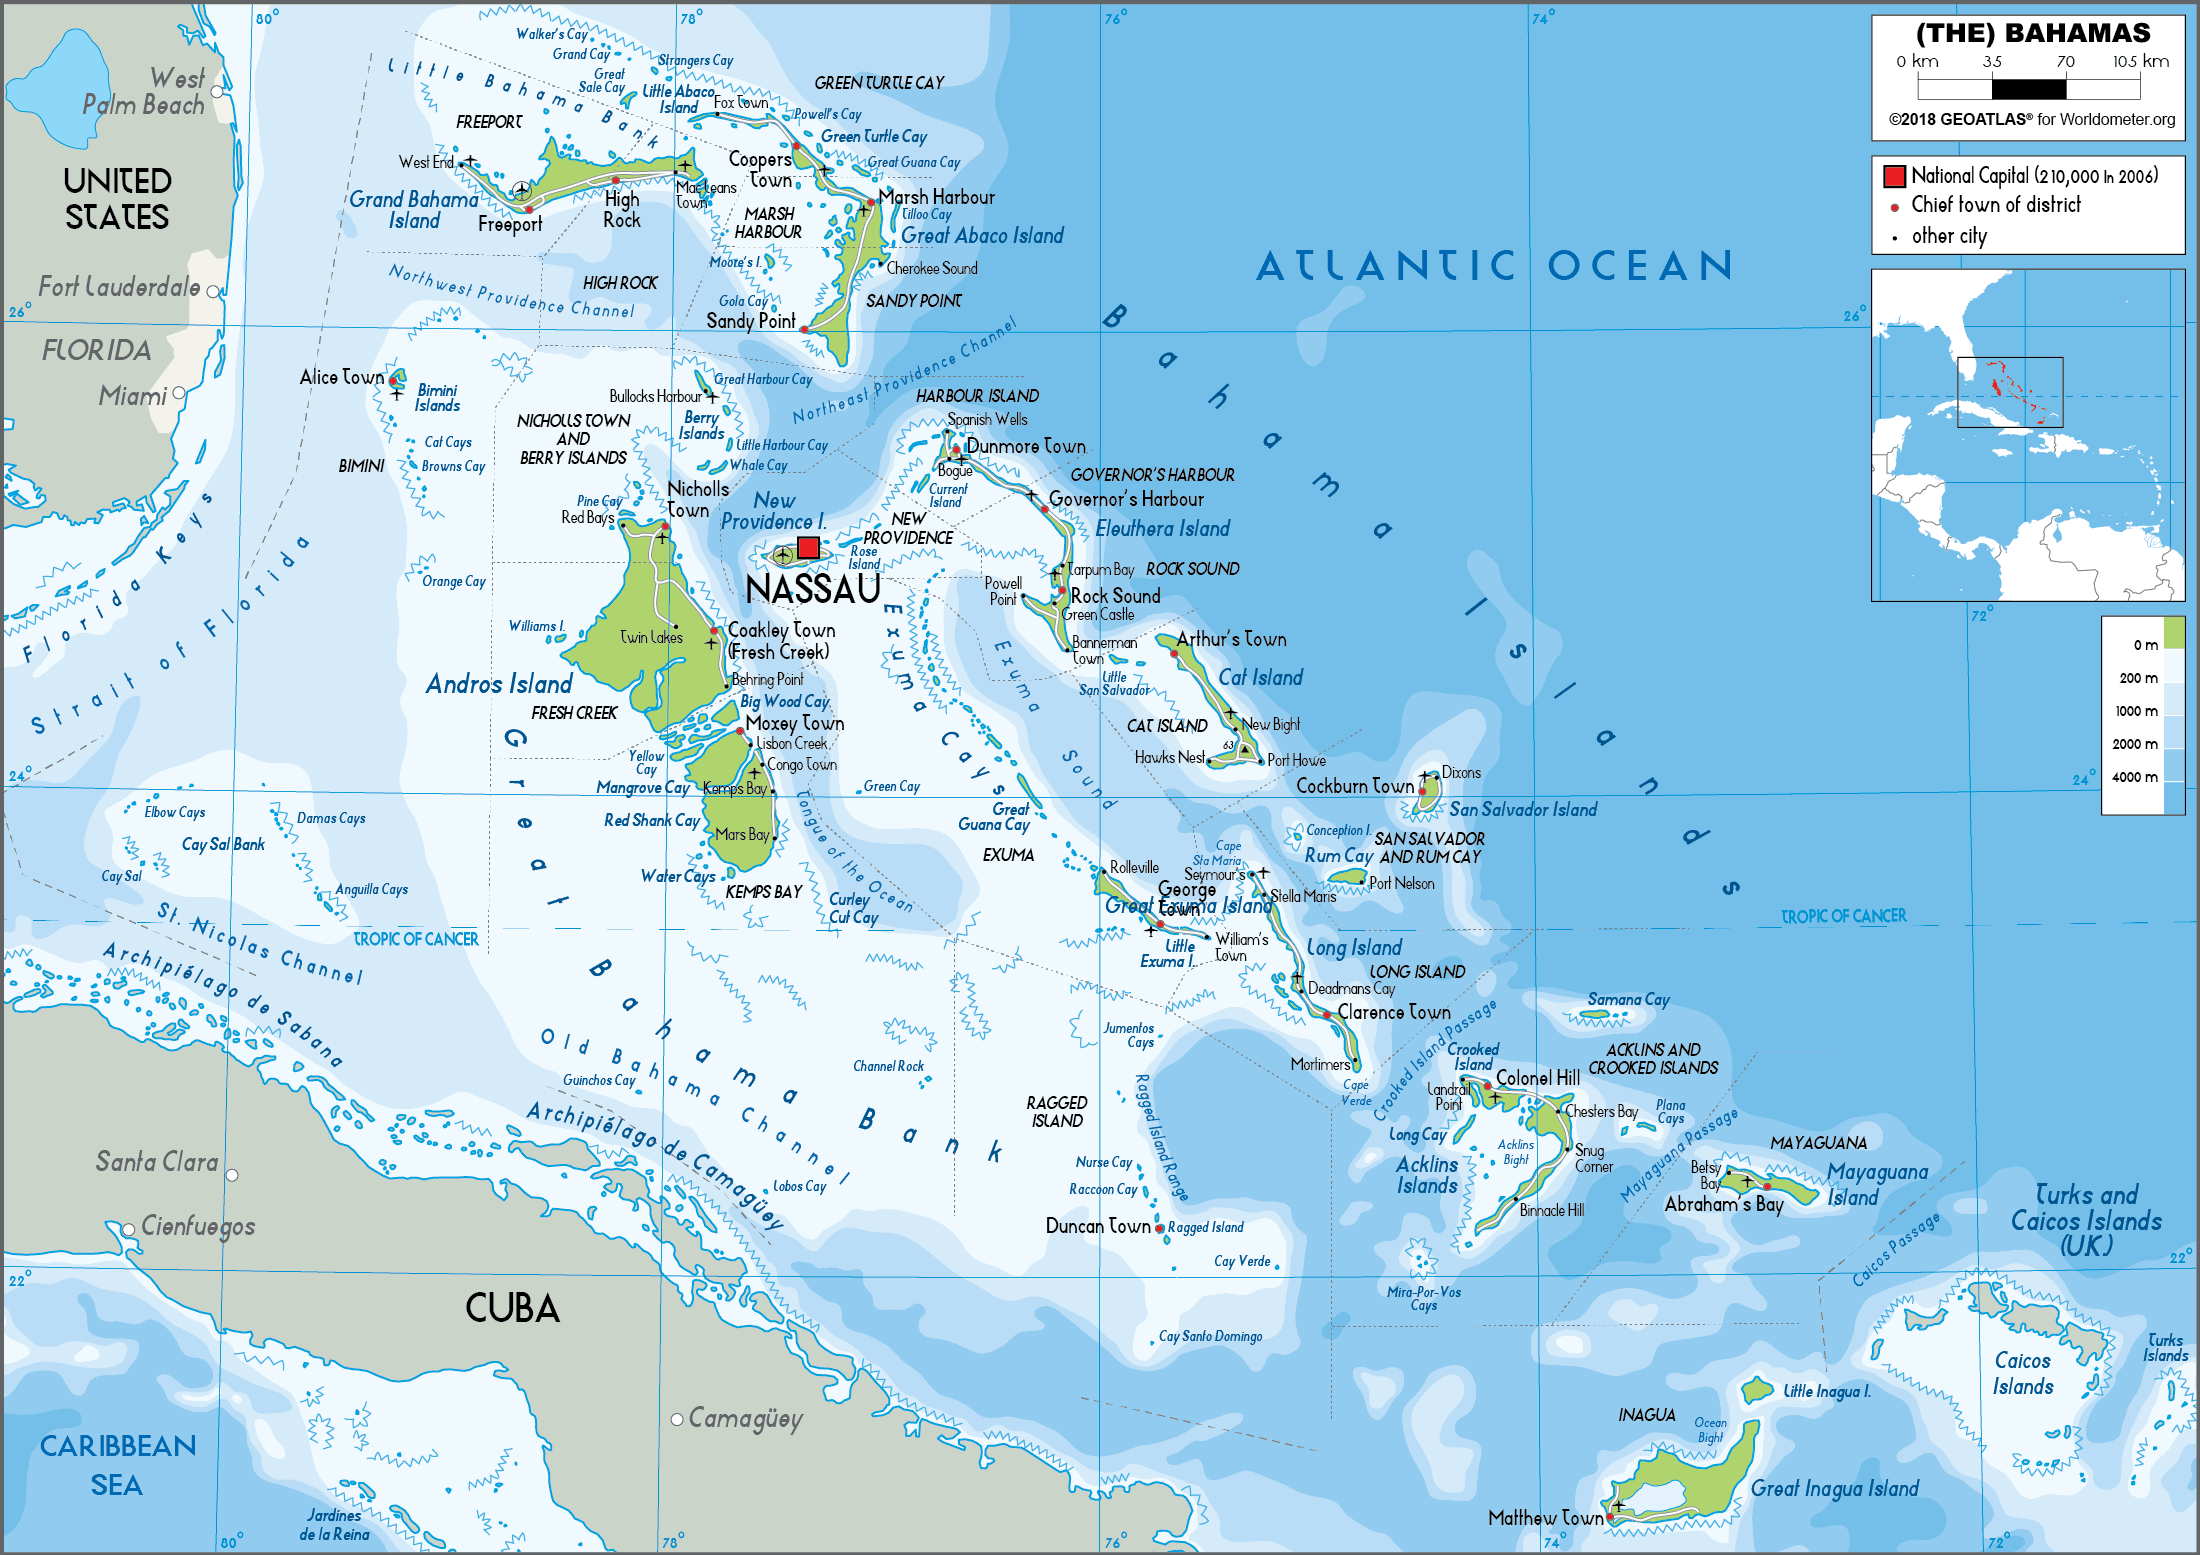 80°
78°
76°
74°
(THE) BAHAMAS
0 km 35 70 105 km
©2018 GEOATLAS® for Worldometer.org
National Capital (210,000 In 2006)
Chief town of district
other city
Walker's Cay
Grand Cay
Strangers Cay
Great
Sale Cay
Little Abaco
Island
Fox Town
GREEN TURTLE CAY
Powell's Cay
Green Turtle Cay
Great Guana Cay
Little Bahama Bank
West
Palm Beach
UNITED
STATES
Fort Lauderdale
FLORIDA
Miami
26°
FREEPORT
West End
Grand Bahama
Island
Freeport
High
Rock
MacLeans
Town
Coopers
Town
MARSH
HARBOUR
Marsh Harbour
Tilloo Cay
Great Abaco Island
Moore's I.
Cherokee Sound
HIGH ROCK
Gola Cay
SANDY POINT
Sandy Point
Northwest Providence Channel
Northeast Providence Channel
ATLANTIC OCEAN
26°
Bahama Islands
Alice Town
Bimini
Islands
Cat Cays
Browns Cay
BIMINI
Orange Cay
Great Harbour Cay
Bullocks Harbour
Berry
Islands
Little Harbour Cay
Whale Cay
NICHOLLS TOWN
AND
BERRY ISLANDS
Nicholls
Town
Pine Cay
Red Bays
New
Providence I.
NEW
PROVIDENCE
Rose
Island
NASSAU
HARBOUR ISLAND
Spanish Wells
Dunmore Town
Bogue
Current
Island
GOVERNOR'S HARBOUR
Governor's Harbour
Eleuthera Island
Tarpum Bay
ROCK SOUND
Powell
Point
Rock Sound
Green Castle
Bannerman
Town
Florida Keys
Strait of Florida
Williams I.
Twin Lakes
Coakley Town
(Fresh Creek)
Behring Point
Andros Island
FRESH CREEK
Big Wood Cay
Moxey Town
Lisbon Creek
Congo Town
Yellow
Cay
Mangrove Cay
Kemps Bay
Red Shank Cay
Mars Bay
Water Cays
KEMPS BAY
Curley
Cut Cay
Tongue of the Ocean
Green Cay
Exuma Cays
Exuma Sound
Great
Guana Cay
EXUMA
Little
San Salvador
Arthur's Town
Cat Island
CAT ISLAND
New Bight
63
Hawks Nest
Port Howe
Dixons
Cockburn Town
San Salvador Island
Conception I.
SAN SALVADOR
AND RUM CAY
Rum Cay
Port Nelson
72°
0 m
200 m
1000 m
2000 m
4000 m
24°
24°
Elbow Cays
Damas Cays
Cay Sal Bank
Cay Sal
Anguilla Cays
St. Nicolas Channel
TROPIC OF CANCER
TROPIC OF CANCER
Archipiélago de Sabana
Great Bahama Bank
Rolleville
George
Town
Great Exuma Island
Little
Exuma I.
William's
Town
Cape
Sta Maria
Seymour's
Stella Maris
Long Island
LONG ISLAND
Deadmans Cay
Clarence Town
Mortimers
Cape
Verde
Crooked Island Passage
Samana Cay
Old Bahama Channel
Guinchos Cay
Channel Rock
Jumentos
Cays
Ragged Island Range
RAGGED
ISLAND
Nurse Cay
Raccoon Cay
Duncan Town
Ragged Island
Cay Verde
Cay Santo Domingo
Lobos Cay
Archipiélago de Camagüey
Crooked
Island
ACKLINS AND
CROOKED ISLANDS
Colonel Hill
Landrail
Point
Chesters Bay
Plana
Cays
Long Cay
Acklins
Bight
Snug
Corner
Acklins
Islands
Binnacle Hill
Mira-Por-Vos
Cays
Mayaguana Passage
MAYAGUANA
Betsy
Bay
Mayaguana
Island
Abraham's Bay
Caicos Passage
Turks and
Caicos Islands
(U.K.)
22°
Turks
Islands
Caicos
Islands
Little Inagua I.
INAGUA
Ocean
Bight
Great Inagua Island
Matthew Town
Santa Clara
Cienfuegos
22°
CUBA
Camagüey
CARIBBEAN
SEA
Jardines
de la Reina
80°
78°
76°
74°
72°